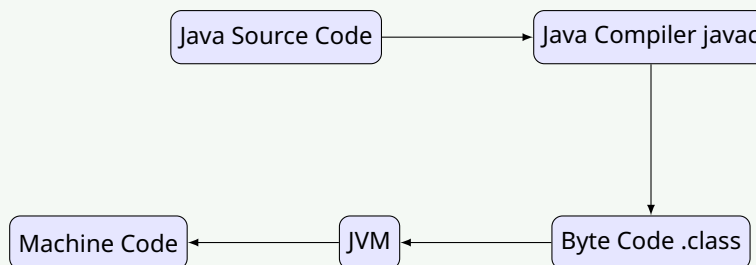 Java Source Code
Java Compiler javac
Machine Code
JVM
Byte Code .class